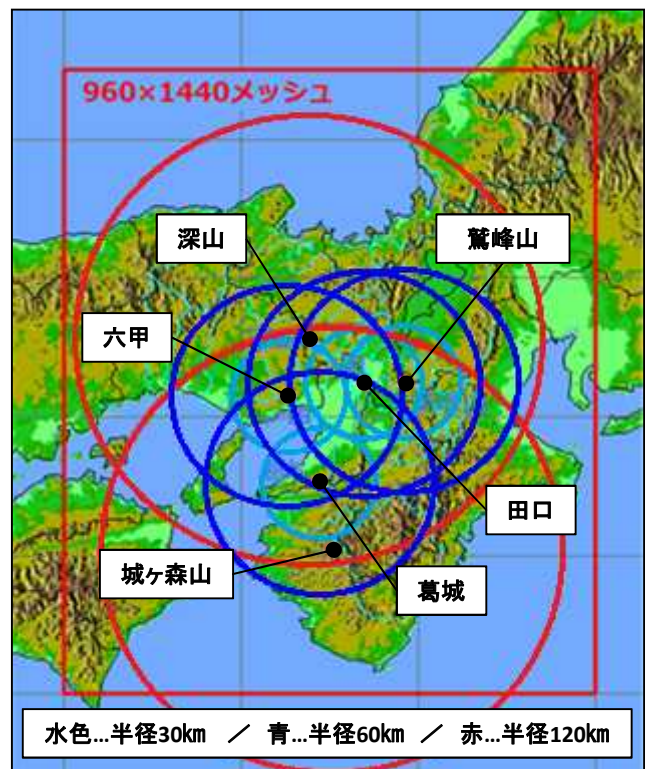 960×1440メッシュ
深山
鷲峰山
六甲
田口
城ヶ森山
葛城
水色…半径30㎞ ／ 青…半径60㎞ ／ 赤…半径120㎞